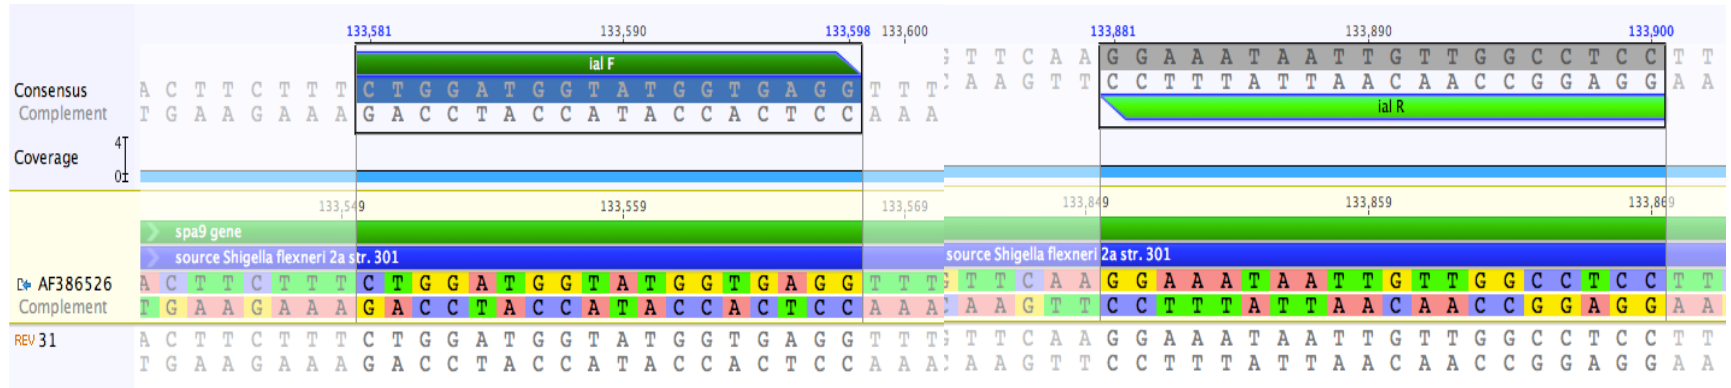 133,581 133,590 133,598 133,600 133,881 133,890 133,900
ial F
Consensus A C T T C T T T C T G G A T G G T A T G G T G A G G T T T G T T C A A G G A A A T A A T T G T T G G C C T C C T T
Complement T G A A G A A A G A C C T A C C A T A C C A C T C C A A A C A A G T T C C T T T A T T A A C A A C C G G A G G A A
ial R
4
Coverage
0
133,549 133,559 133,569 133,849 133,859 133,869
spa9 gene
source Shigella flexneri 2a str. 301 source Shigella flexneri 2a str. 301
AF386526 A C T T C T T T C T G G A T G G T A T G G T G A G G T T T G T T C A A G G A A A T A A T T G T T G G C C T C C T T
Complement T G A A G A A A G A C C T A C C A T A C C A C T C C A A A C A A G T T C C T T T A T T A A C A A C C G G A G G A A
REV 31 A C T T C T T T C T G G A T G G T A T G G T G A G G T T T G T T C A A G G A A A T A A T T G T T G G C C T C C T T
T G A A G A A A G A C C T A C C A T A C C A C T C C A A A C A A G T T C C T T T A T T A A C A A C C G G A G G A A